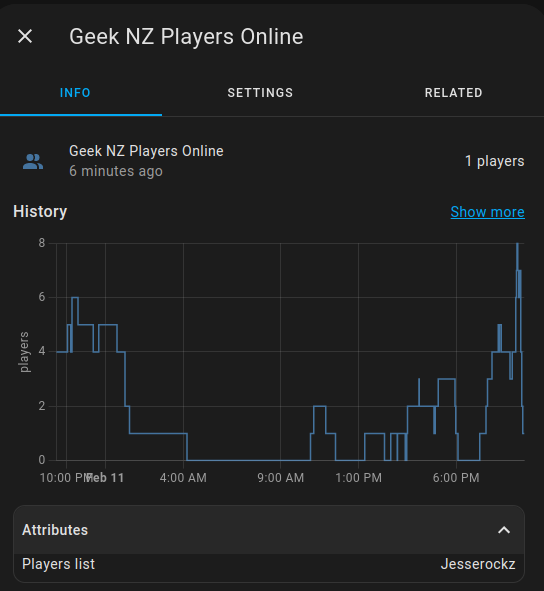 Geek NZ Players Online
INFO SETTINGS RELATED
Geek NZ Players Online
6 minutes ago
1 players
History
Show more
8
6
4
2
0
players
10:00 PM Feb 11 4:00 AM 9:00 AM 1:00 PM 6:00 PM
Attributes
Players list Jesserockz